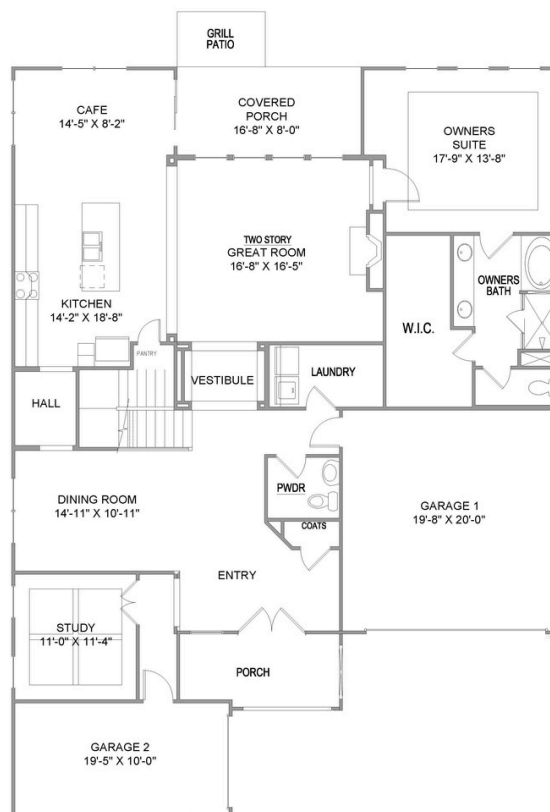 GRILL
PATIO
CAFE
14'-5" X 8'-2"
COVERED
PORCH
16'-8" X 8'-0"
OWNERS
SUITE
17'-9" X 13'-8"
TWO STORY
GREAT ROOM
16'-8" X 16'-5"
OWNERS
BATH
KITCHEN
14'-2" X 18'-8"
W.I.C.
PANTRY
VESTIBULE
LAUNDRY
HALL
PWDR
DINING ROOM
14'-11" X 10'-11"
GARAGE 1
19'-8" X 20'-0"
COATS
ENTRY
STUDY
11'-0" X 11'-4"
PORCH
GARAGE 2
19'-5" X 10'-0"